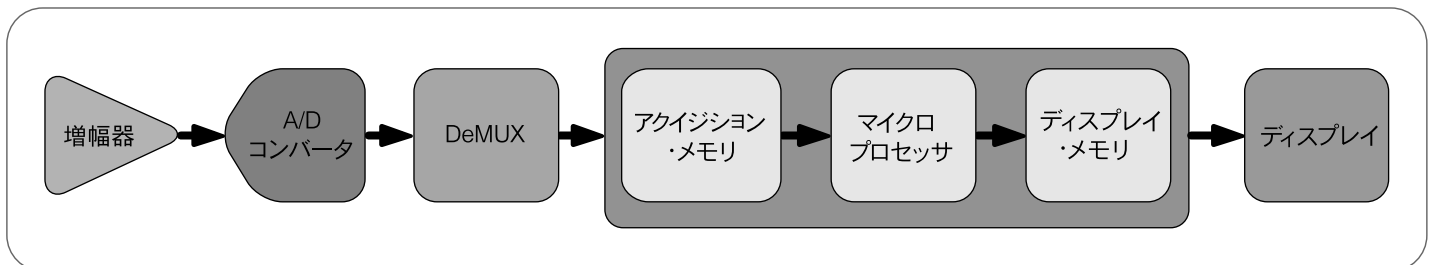 増幅器
A/D
コンバータ
DeMUX
アクイジション
・メモリ
マイクロ
プロセッサ
ディスプレイ
・メモリ
ディスプレイ